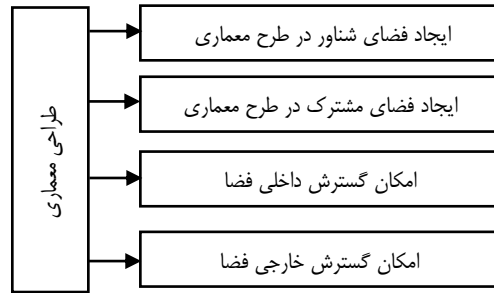 ایجاد فضای شناور در طرح معماری
ایجاد فضای مشترک در طرح معماری
طراحی معماری
امکان گسترش داخلی فضا
امکان گسترش خارجی فضا